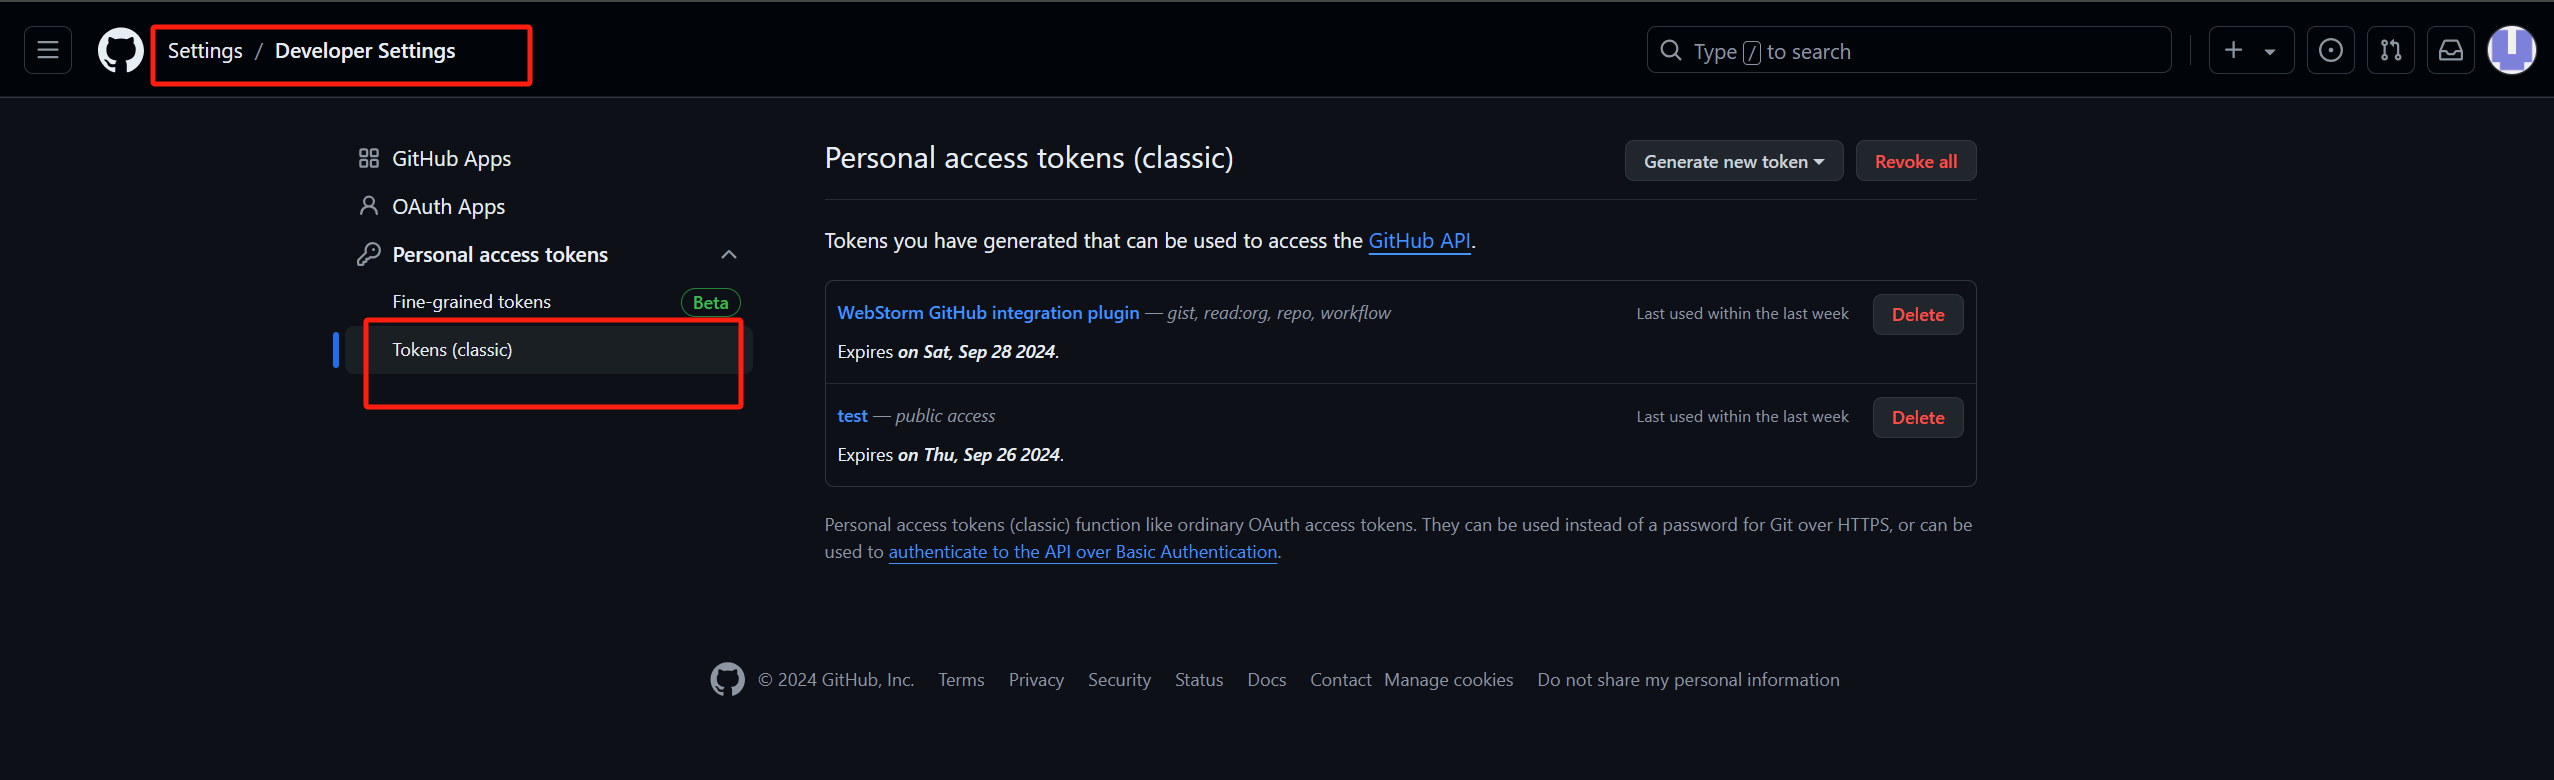 Settings / Developer Settings
Type / to search
GitHub Apps
OAuth Apps
Personal access tokens
Fine-grained tokens Beta
Tokens (classic)
Personal access tokens (classic)
Generate new token
Revoke all
Tokens you have generated that can be used to access the GitHub API.
WebStorm GitHub integration plugin — gist, read:org, repo, workflow
Last used within the last week
Delete
Expires on Sat, Sep 28 2024.
test — public access
Last used within the last week
Delete
Expires on Thu, Sep 26 2024.
Personal access tokens (classic) function like ordinary OAuth access tokens. They can be used instead of a password for Git over HTTPS, or can be
used to authenticate to the API over Basic Authentication.
© 2024 GitHub, Inc. Terms Privacy Security Status Docs Contact Manage cookies Do not share my personal information